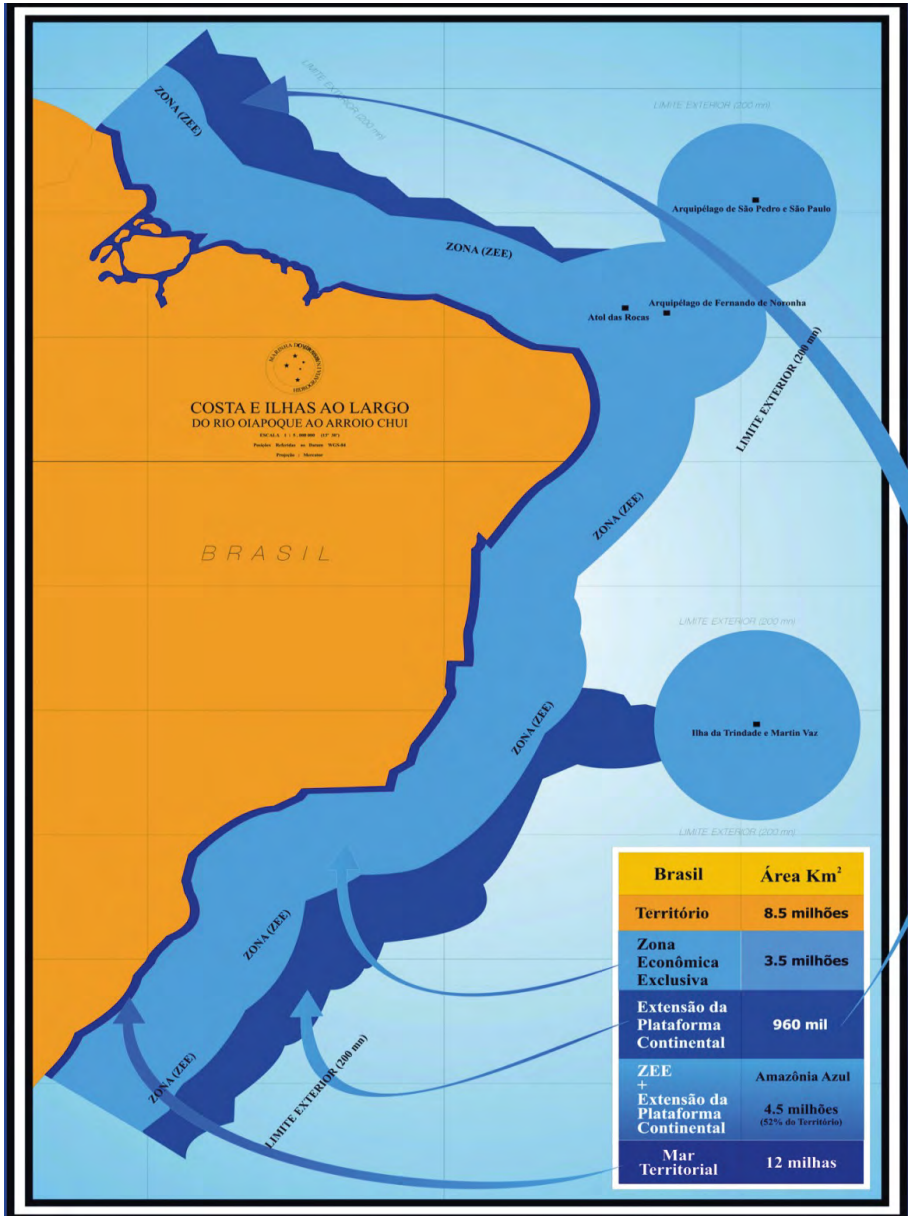 ZONA (ZEE)
LIMITE EXTERIOR (200 mn)
LIMITE EXTERIOR (200 mn)
Arquipélago de São Pedro e São Paulo
ZONA (ZEE)
Arquipélago de Fernando de Noronha
Atol das Rocas
LIMITE EXTERIOR (200 mn)
COSTA E ILHAS AO LARGO
DO RIO OIAPOQUE AO ARROIO CHUI
Projeção : Mercator
ZONA (ZEE)
BRASIL
LIMITE EXTERIOR (200 mn)
ZONA (ZEE)
Ilha da Trindade e Martin Vaz
LIMITE EXTERIOR (200 mn)
ZONA (ZEE)
ZONA (ZEE)
LIMITE EXTERIOR (200 mn)
Brasil Área Km²
Território 8.5 milhões
Zona
Econômica
Exclusiva
3.5 milhões
Extensão da
Plataforma
Continental
960 mil
ZEE
+
Extensão da
Plataforma
Continental
Amazônia Azul
4.5 milhões
(52% do Território)
Mar
Territorial
12 milhas